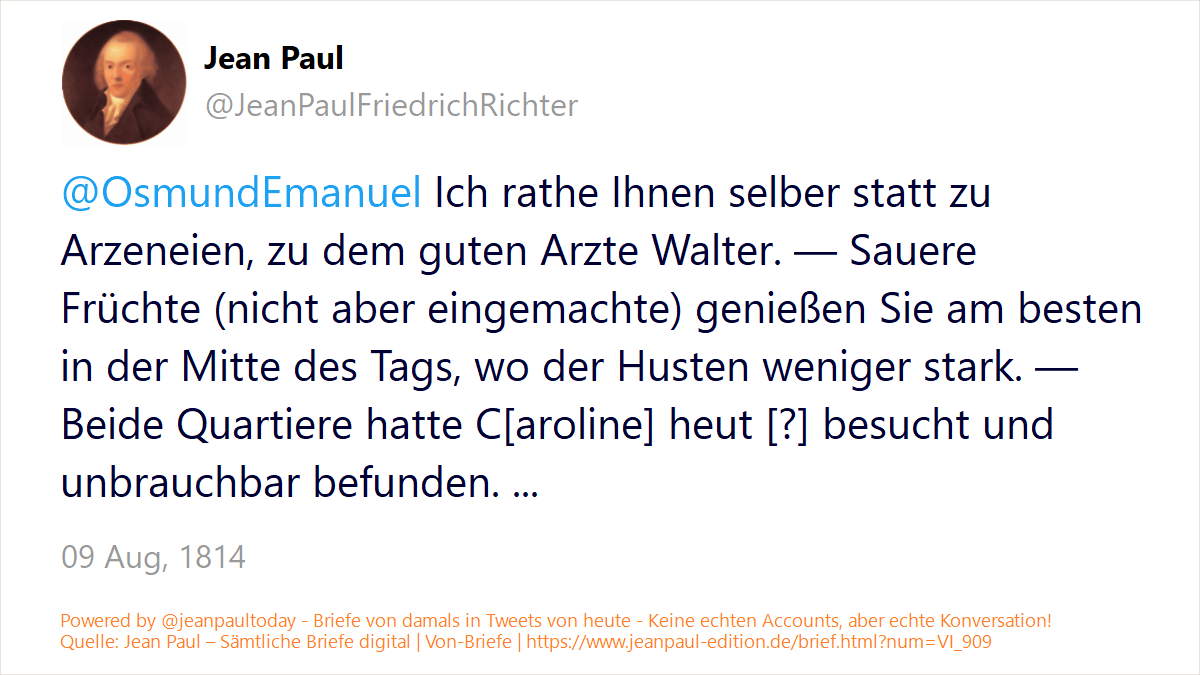 Jean Paul
@JeanPaulFriedrichRichter
@OsmundEmanuel Ich rathe Ihnen selber statt zu
Arzeneien, zu dem guten Arzte Walter. — Sauere
Früchte (nicht aber eingemachte) genießen Sie am besten
in der Mitte des Tags, wo der Husten weniger stark. —
Beide Quartiere hatte C[aroline] heut [?] besucht und
unbrauchbar befunden. ...
09 Aug, 1814
Powered by @jeanpaultoday - Briefe von damals in Tweets von heute - Keine echten Accounts, aber echte Konversation!
Quelle: Jean Paul – Sämtliche Briefe digital | Von-Briefe | https://www.jeanpaul-edition.de/brief.html?num=VI_909